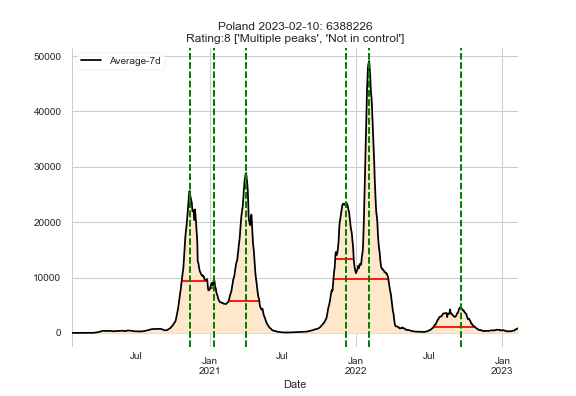 Poland 2023-02-10: 6388226
Rating:8 ['Multiple peaks', 'Not in control']
Average-7d
50000
40000
30000
20000
10000
0
Jul
Jan
2021
Jul
Jan
2022
Jul
Jan
2023
Date